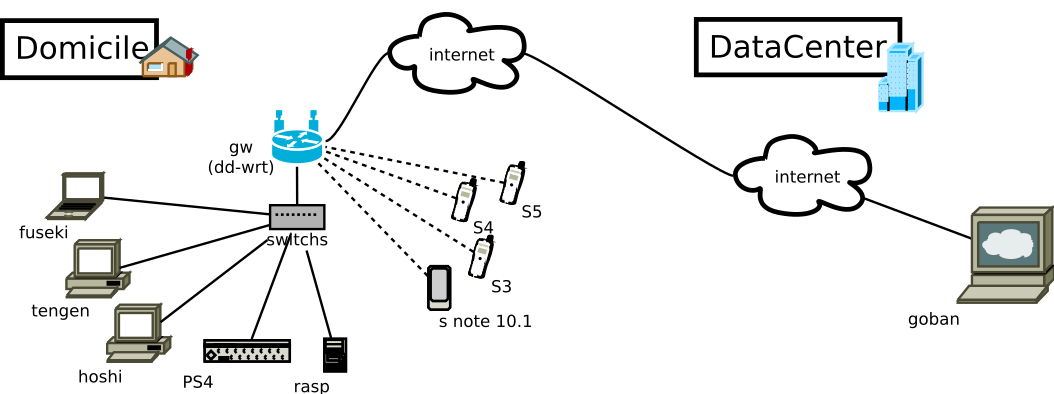 Domicile
internet
DataCenter
gw
(dd-wrt)
internet
S5
S4
fuseki
switchs
S3
tengen
s note 10.1
goban
hoshi
PS4
rasp